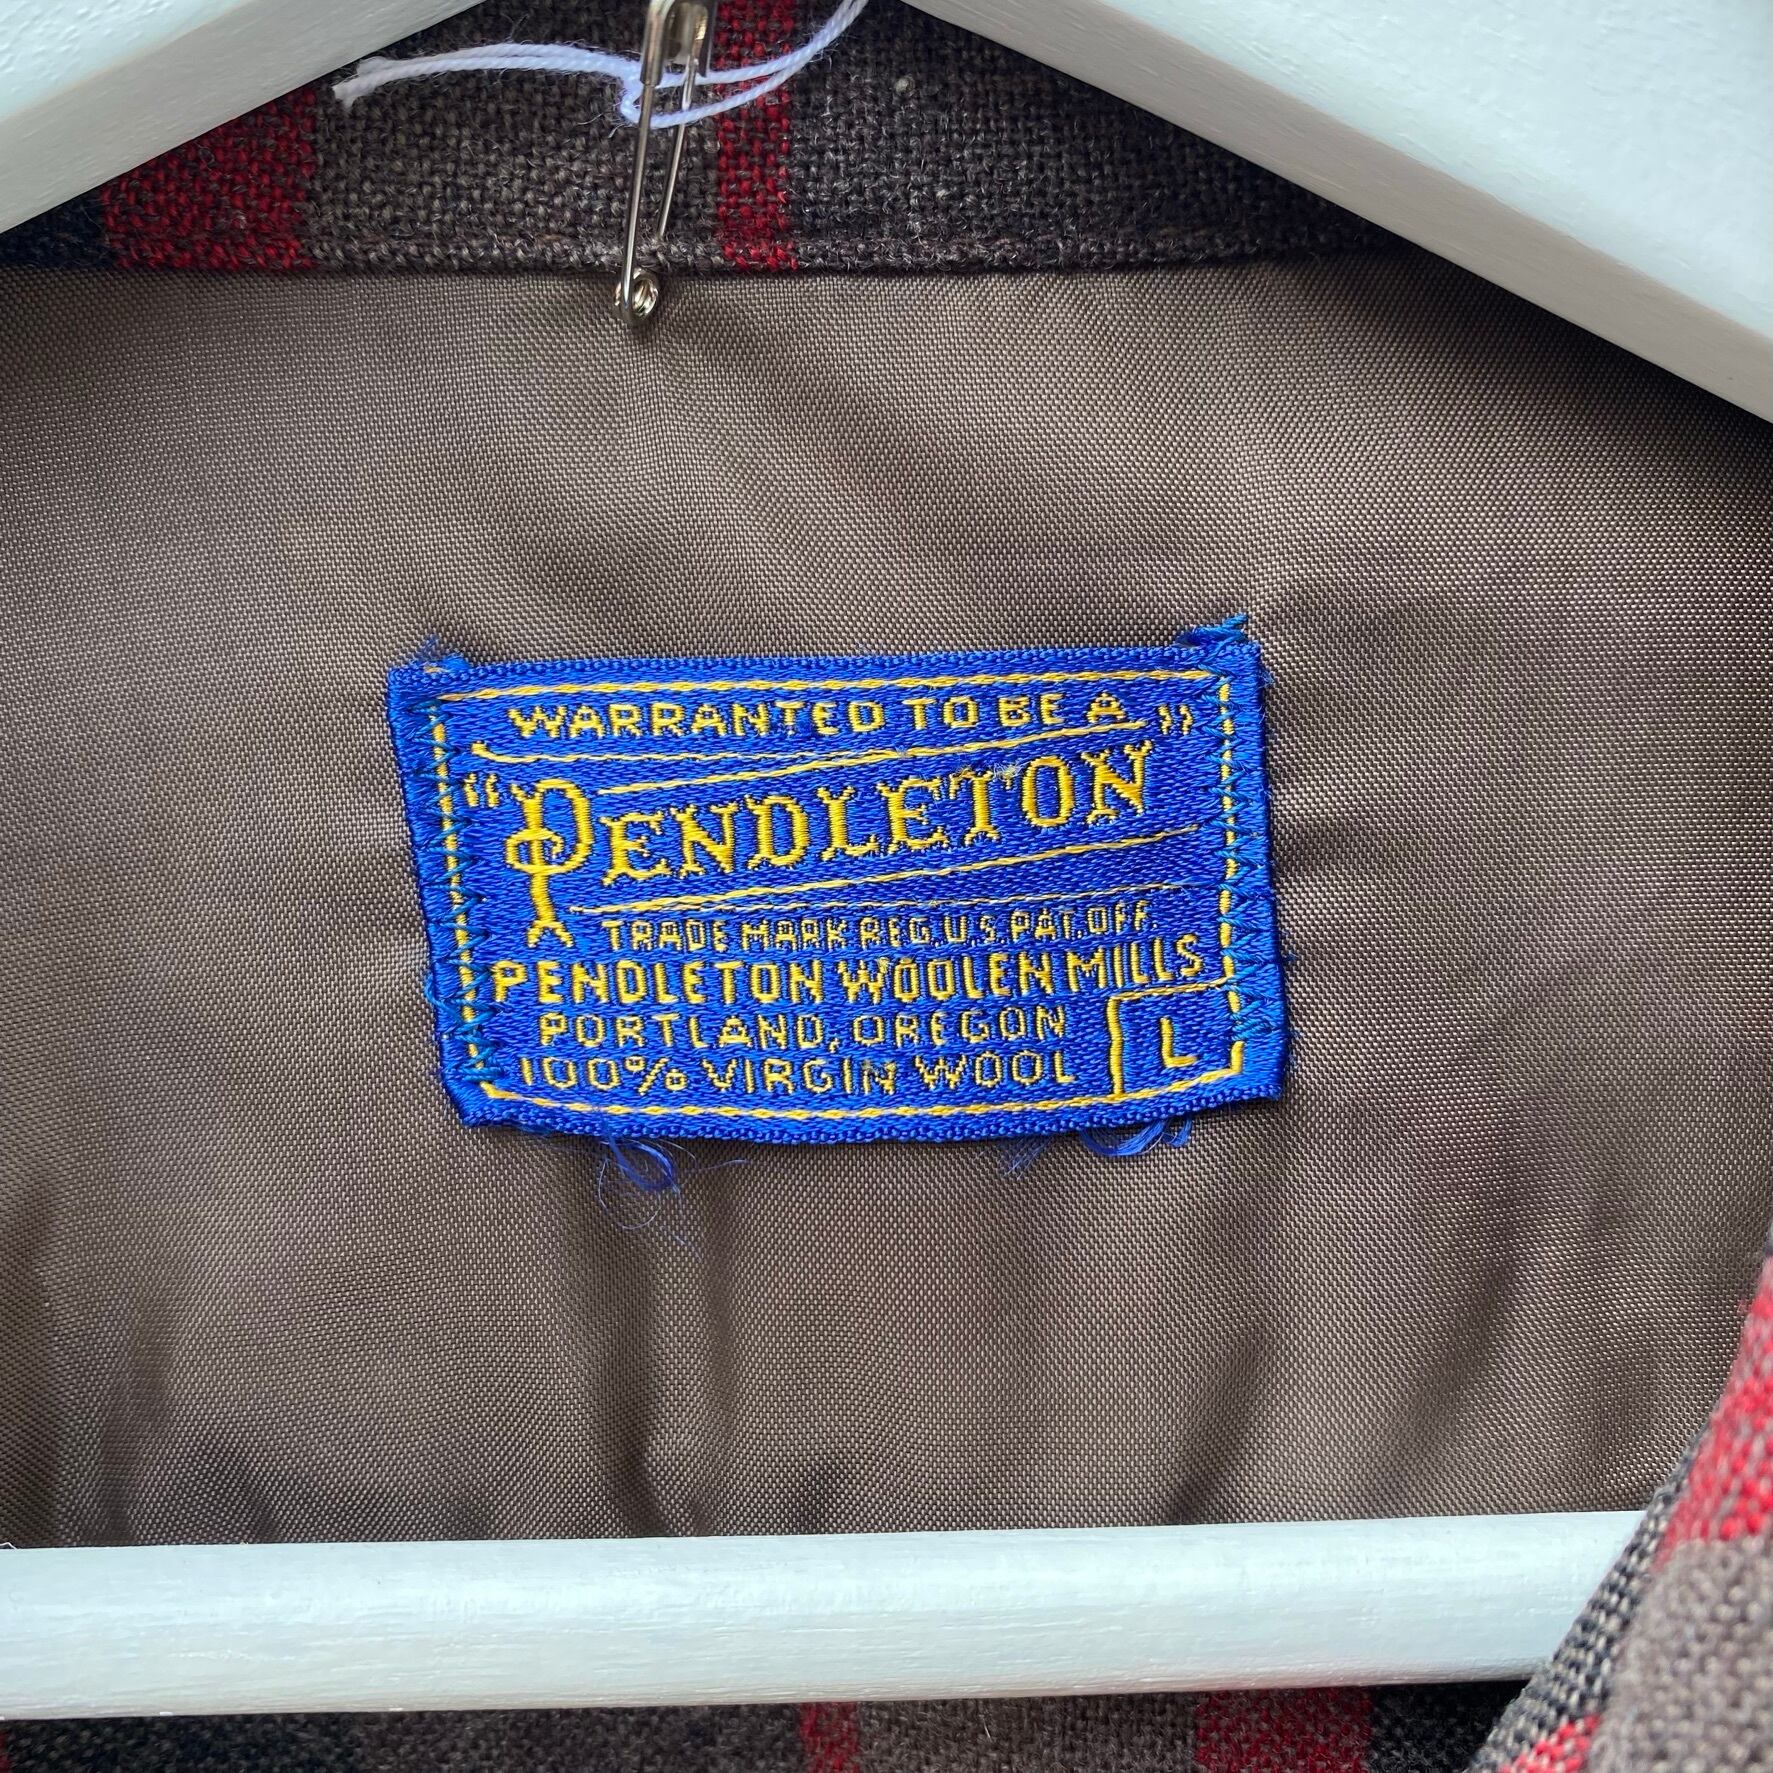 WARRANTED TO BE A
"PENDLETON"
TRADE MARK REG. U.S. PAT. OFF.
PENDLETON WOOLEN MILLS
PORTLAND, OREGON
100% VIRGIN WOOL
L